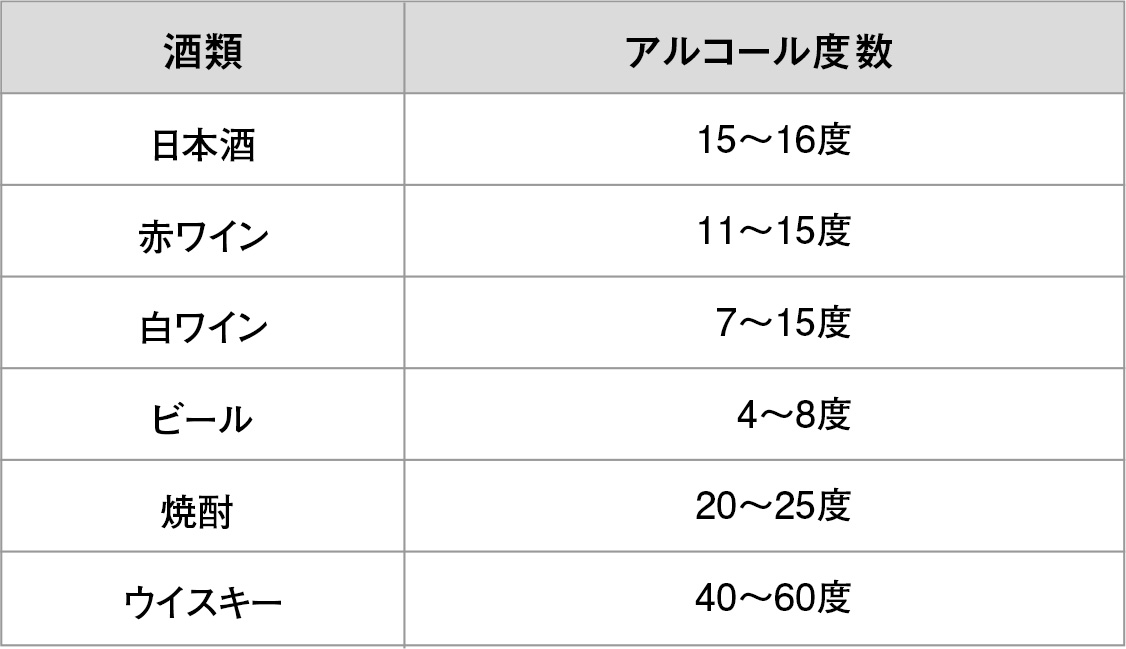 酒類 アルコール度数
日本酒 15〜16度
赤ワイン 11〜15度
白ワイン 7〜15度
ビール 4〜8度
焼酎 20〜25度
ウイスキー 40〜60度